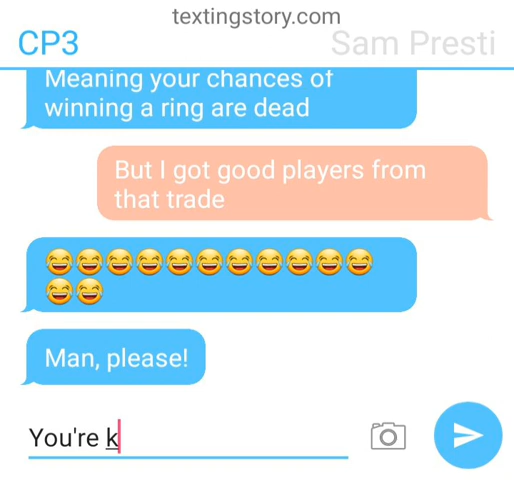 textingstory.com
CP3
Sam Presti
Meaning your chances of
winning a ring are dead
But I got good players from
that trade
😂😂😂😂😂😂😂😂😂😂😂
😂😂
Man, please!
You're k